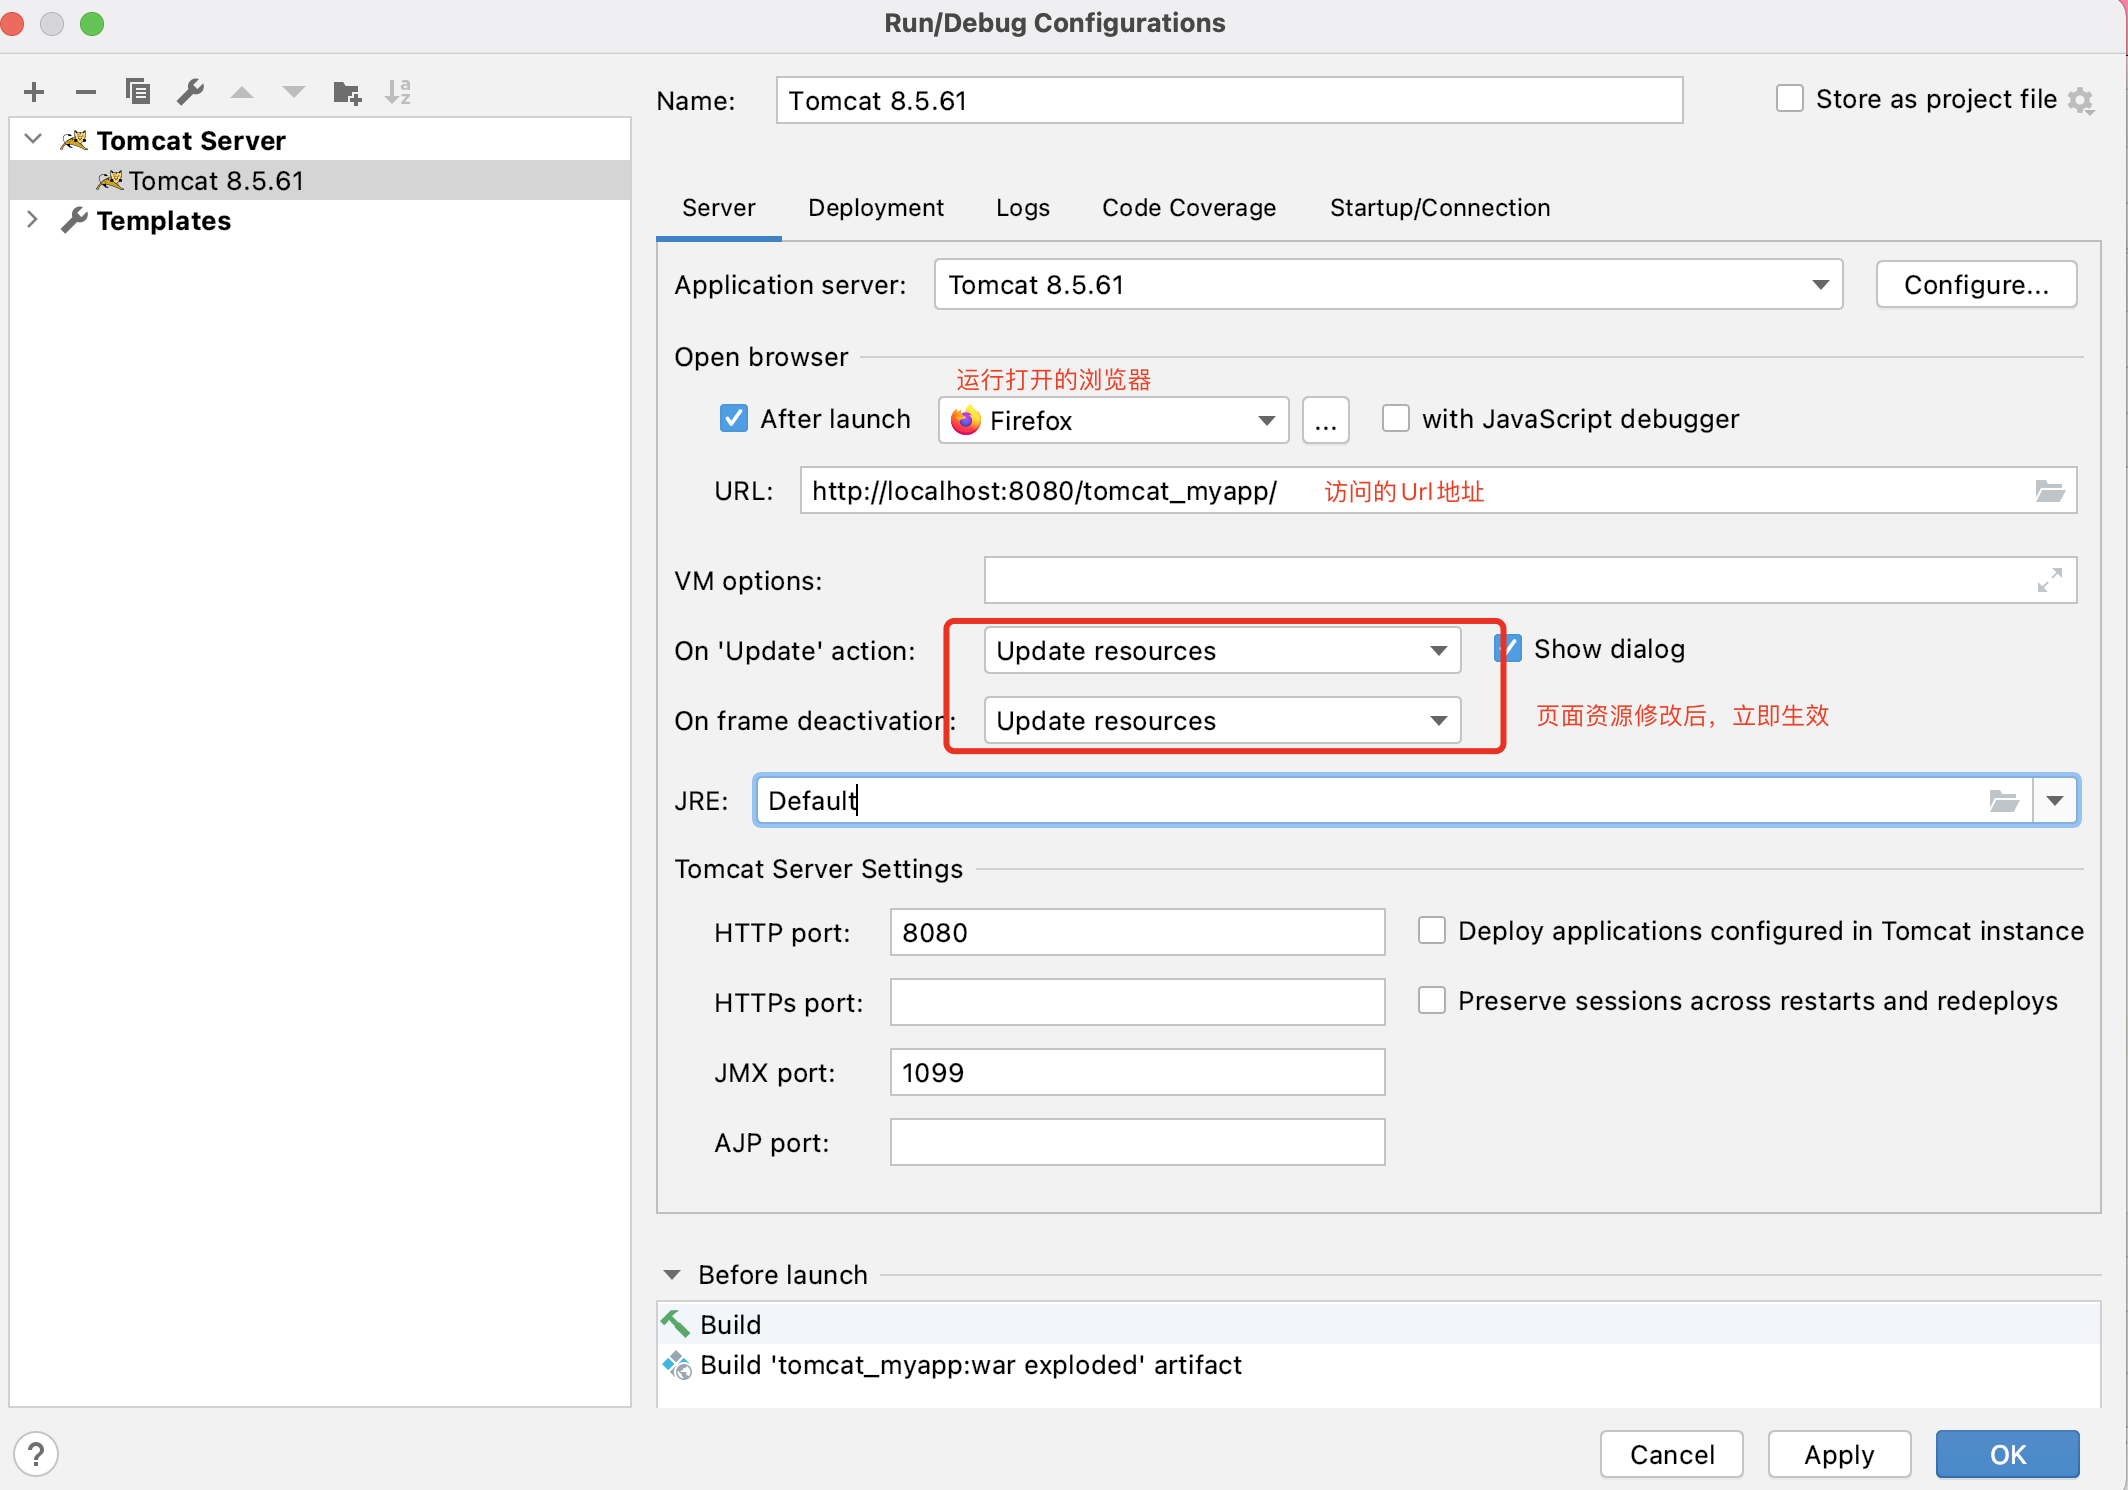 Run/Debug Configurations
Name: Tomcat 8.5.61 Store as project file
Tomcat Server
Tomcat 8.5.61
Templates
Server Deployment Logs Code Coverage Startup/Connection
Application server: Tomcat 8.5.61 Configure...
Open browser
运行打开的浏览器
After launch Firefox ... with JavaScript debugger
URL: http://localhost:8080/tomcat_myapp/ 访问的Url地址
VM options:
On 'Update' action: Update resources Show dialog
On frame deactivation: Update resources 页面资源修改后，立即生效
JRE: Default
Tomcat Server Settings
HTTP port: 8080 Deploy applications configured in Tomcat instance
HTTPs port: Preserve sessions across restarts and redeploys
JMX port: 1099
AJP port:
Before launch
Build
Build 'tomcat_myapp:war exploded' artifact
? Cancel Apply OK